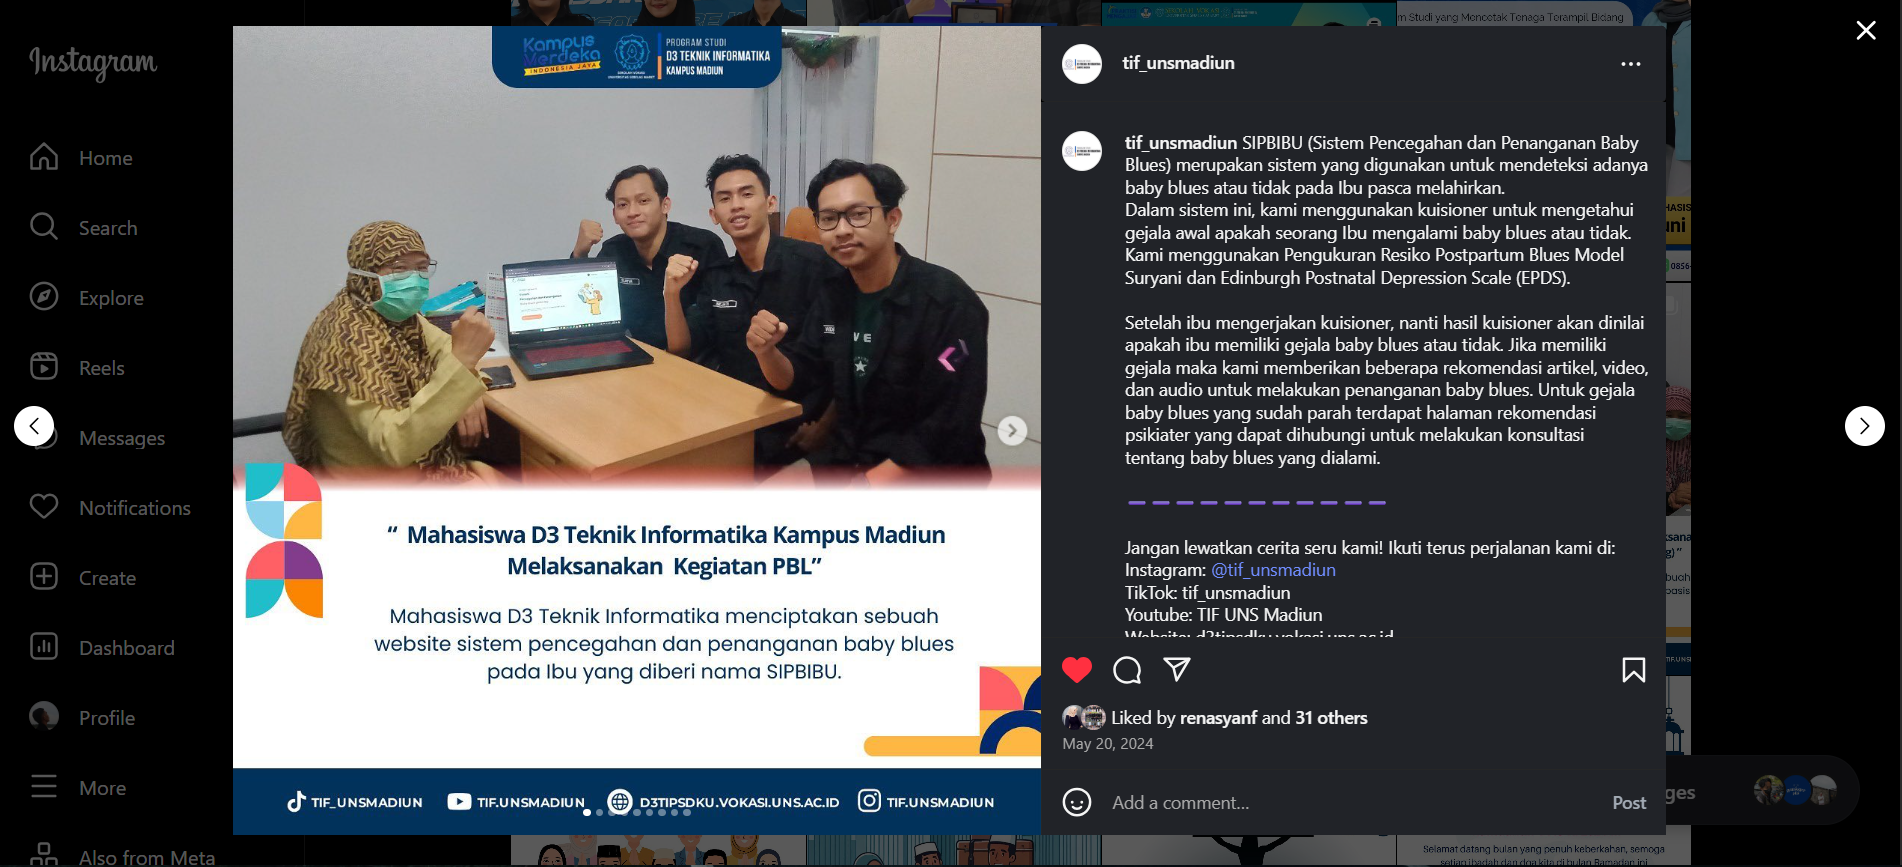 Instagram
Home
Search
Explore
Reels
Messages
Notifications
Create
Dashboard
Profile
More
Also from Meta
Kampus
Merdeka
INDONESIA JAYA
PROGRAM STUDI
D3 TEKNIK INFORMATIKA
KAMPUS MADIUN
“ Mahasiswa D3 Teknik Informatika Kampus Madiun
Melaksanakan Kegiatan PBL”
Mahasiswa D3 Teknik Informatika menciptakan sebuah
website sistem pencegahan dan penanganan baby blues
pada Ibu yang diberi nama SIPBIBU.
TIF_UNSMADIUN
TIF.UNSMADIUN
D3TIPSDKU.VOKASI.UNS.AC.ID
TIF.UNSMADIUN
m Studi yang Mencetak Tenaga Terampil Bidang
tif_unsmadiun
tif_unsmadiun SIPBIBU (Sistem Pencegahan dan Penanganan Baby
Blues) merupakan sistem yang digunakan untuk mendeteksi adanya
baby blues atau tidak pada Ibu pasca melahirkan.
Dalam sistem ini, kami menggunakan kuisioner untuk mengetahui
gejala awal apakah seorang Ibu mengalami baby blues atau tidak.
Kami menggunakan Pengukuran Resiko Postpartum Blues Model
Suryani dan Edinburgh Postnatal Depression Scale (EPDS).
Setelah ibu mengerjakan kuisioner, nanti hasil kuisioner akan dinilai
apakah ibu memiliki gejala baby blues atau tidak. Jika memiliki
gejala maka kami memberikan beberapa rekomendasi artikel, video,
dan audio untuk melakukan penanganan baby blues. Untuk gejala
baby blues yang sudah parah terdapat halaman rekomendasi
psikiater yang dapat dihubungi untuk melakukan konsultasi
tentang baby blues yang dialami.
Jangan lewatkan cerita seru kami! Ikuti terus perjalanan kami di:
Instagram: @tif_unsmadiun
TikTok: tif_unsmadiun
Youtube: TIF UNS Madiun
Website: d3tipsdku.vokasi.uns.ac.id
Liked by renasyanf and 31 others
May 20, 2024
Add a comment...
Post
ges
Selamat datang bulan yang penuh keberkahan, semoga